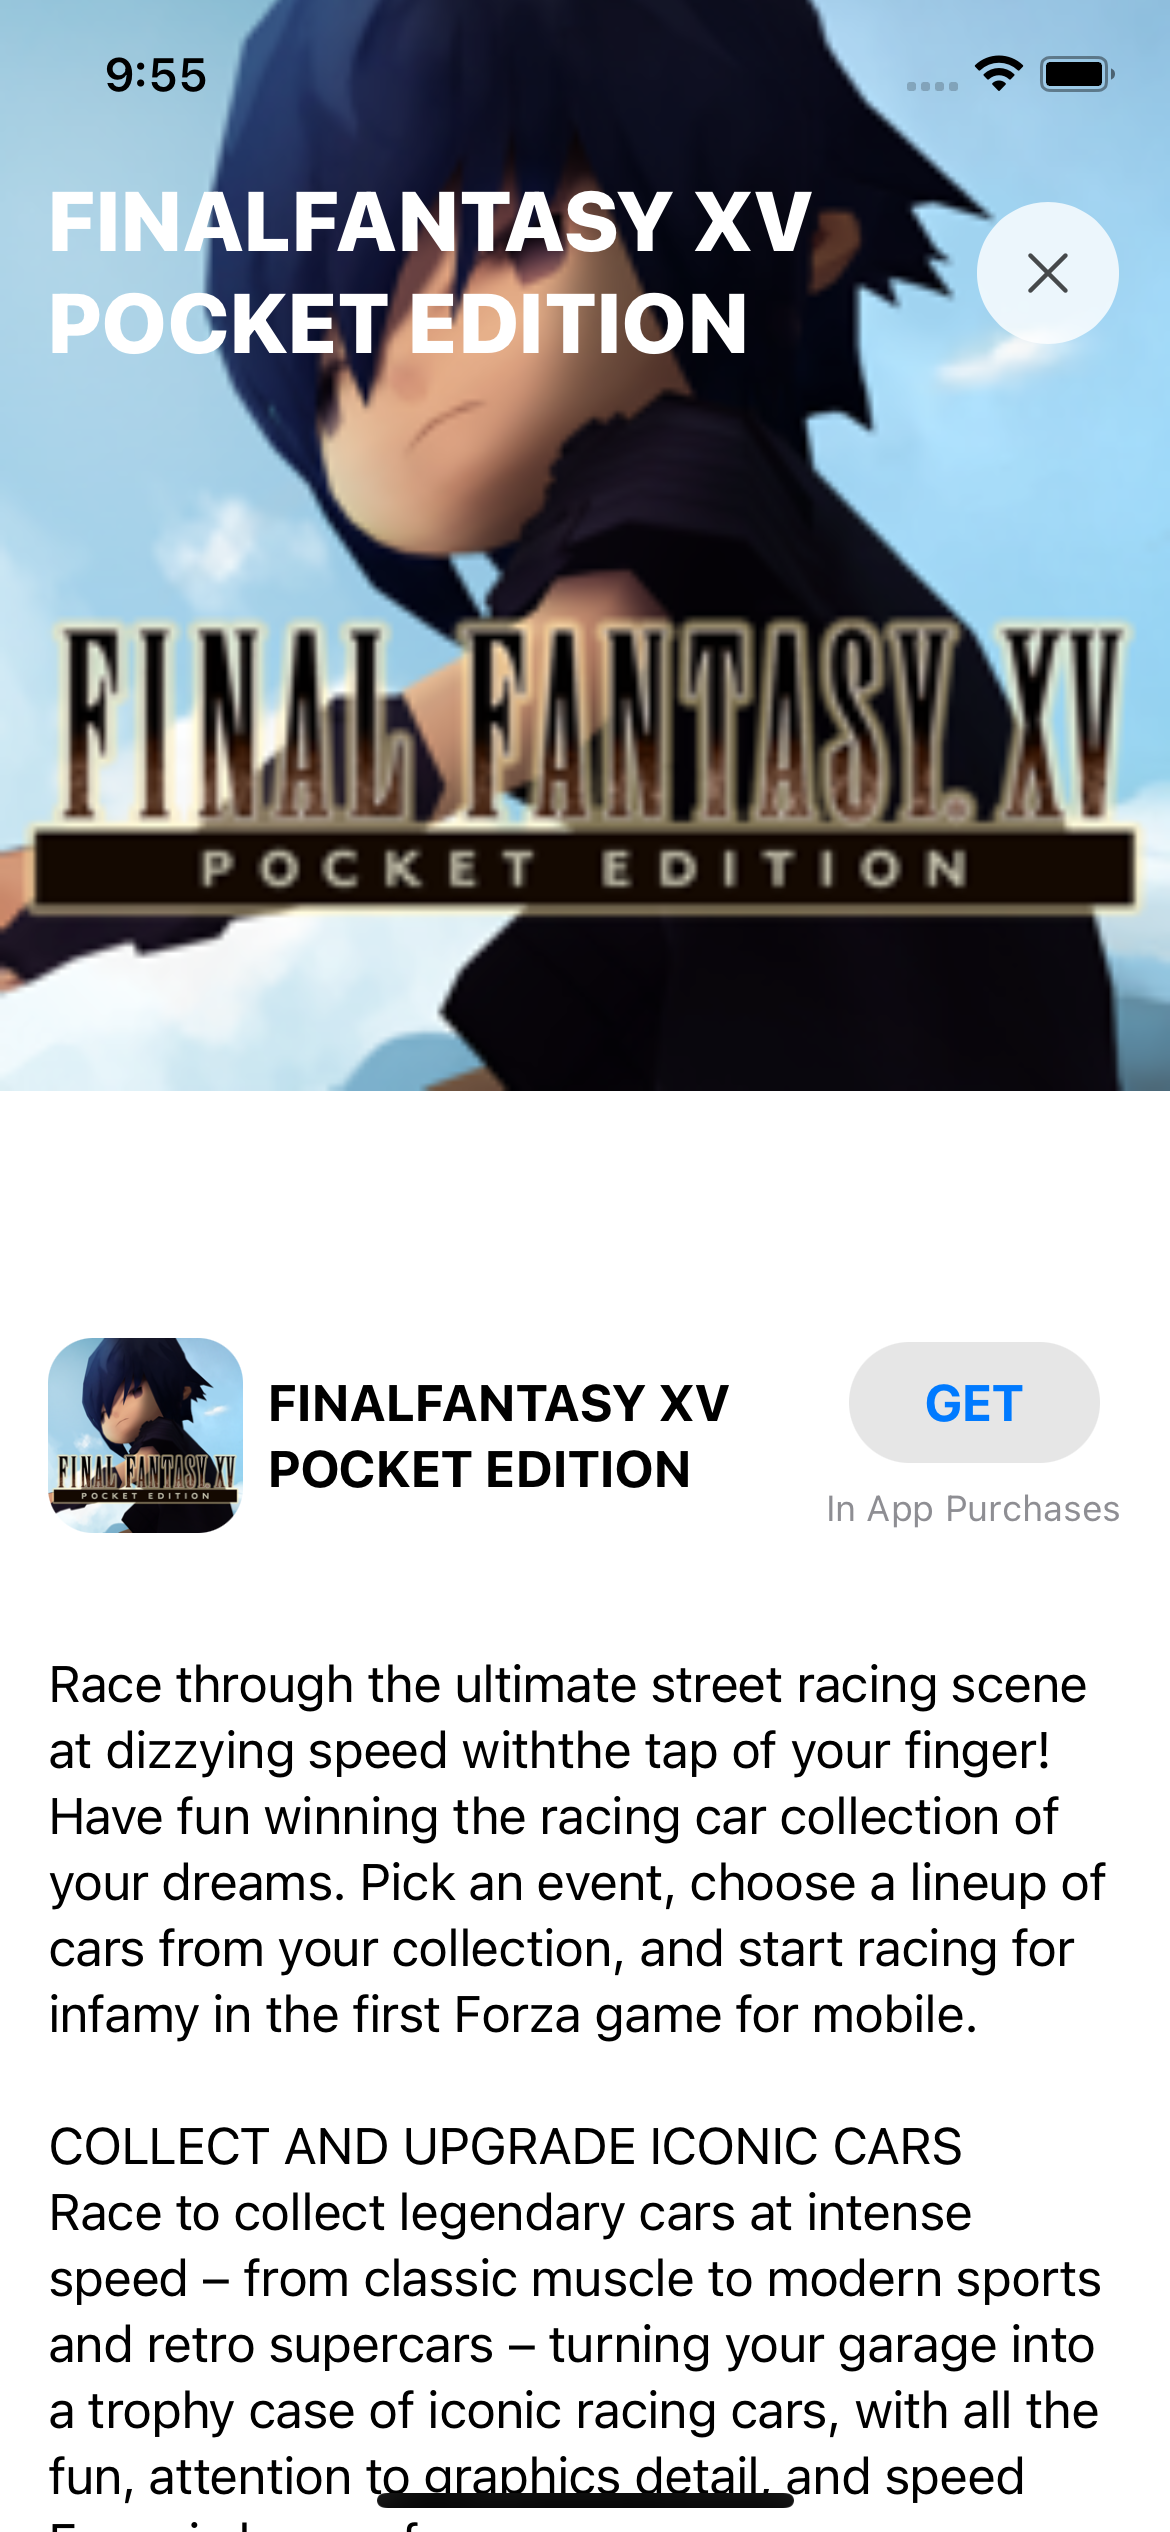 9:55
FINALFANTASY XV
POCKET EDITION
FINAL FANTASY. XV
POCKET EDITION
FINAL FANTASY. XV
POCKET EDITION
FINALFANTASY XV
POCKET EDITION
GET
In App Purchases
Race through the ultimate street racing scene
at dizzying speed withthe tap of your finger!
Have fun winning the racing car collection of
your dreams. Pick an event, choose a lineup of
cars from your collection, and start racing for
infamy in the first Forza game for mobile.
COLLECT AND UPGRADE ICONIC CARS
Race to collect legendary cars at intense
speed – from classic muscle to modern sports
and retro supercars – turning your garage into
a trophy case of iconic racing cars, with all the
fun, attention to graphics detail, and speed